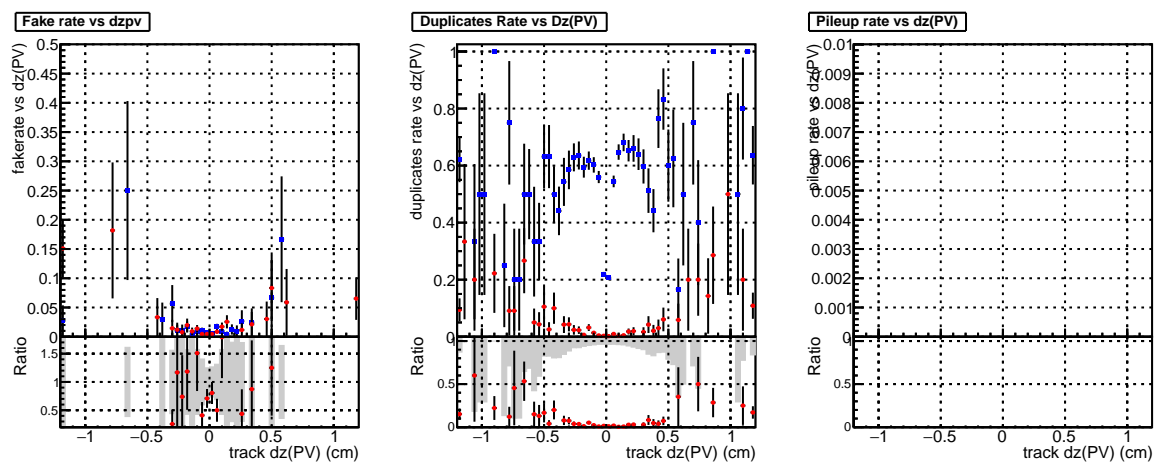 Fake rate vs dzpv
fakerate vs dz(PV)
0.5
0.45
0.4
0.35
0.3
0.25
0.2
0.15
0.1
0.05
0
Ratio
1.5
1
0.5
−1 −0.5 0 0.5 1
track dz(PV) (cm)
Duplicates Rate vs Dz(PV)
duplicates rate vs dz(PV)
1
0.8
0.6
0.4
0.2
0
Ratio
1
0.5
0
−1 −0.5 0 0.5 1
track dz(PV) (cm)
Pileup rate vs dz(PV)
pileup rate vs dz(PV)
0.01
0.009
0.008
0.007
0.006
0.005
0.004
0.003
0.002
0.001
0
Ratio
1
0.5
0
−1 −0.5 0 0.5 1
track dz(PV) (cm)